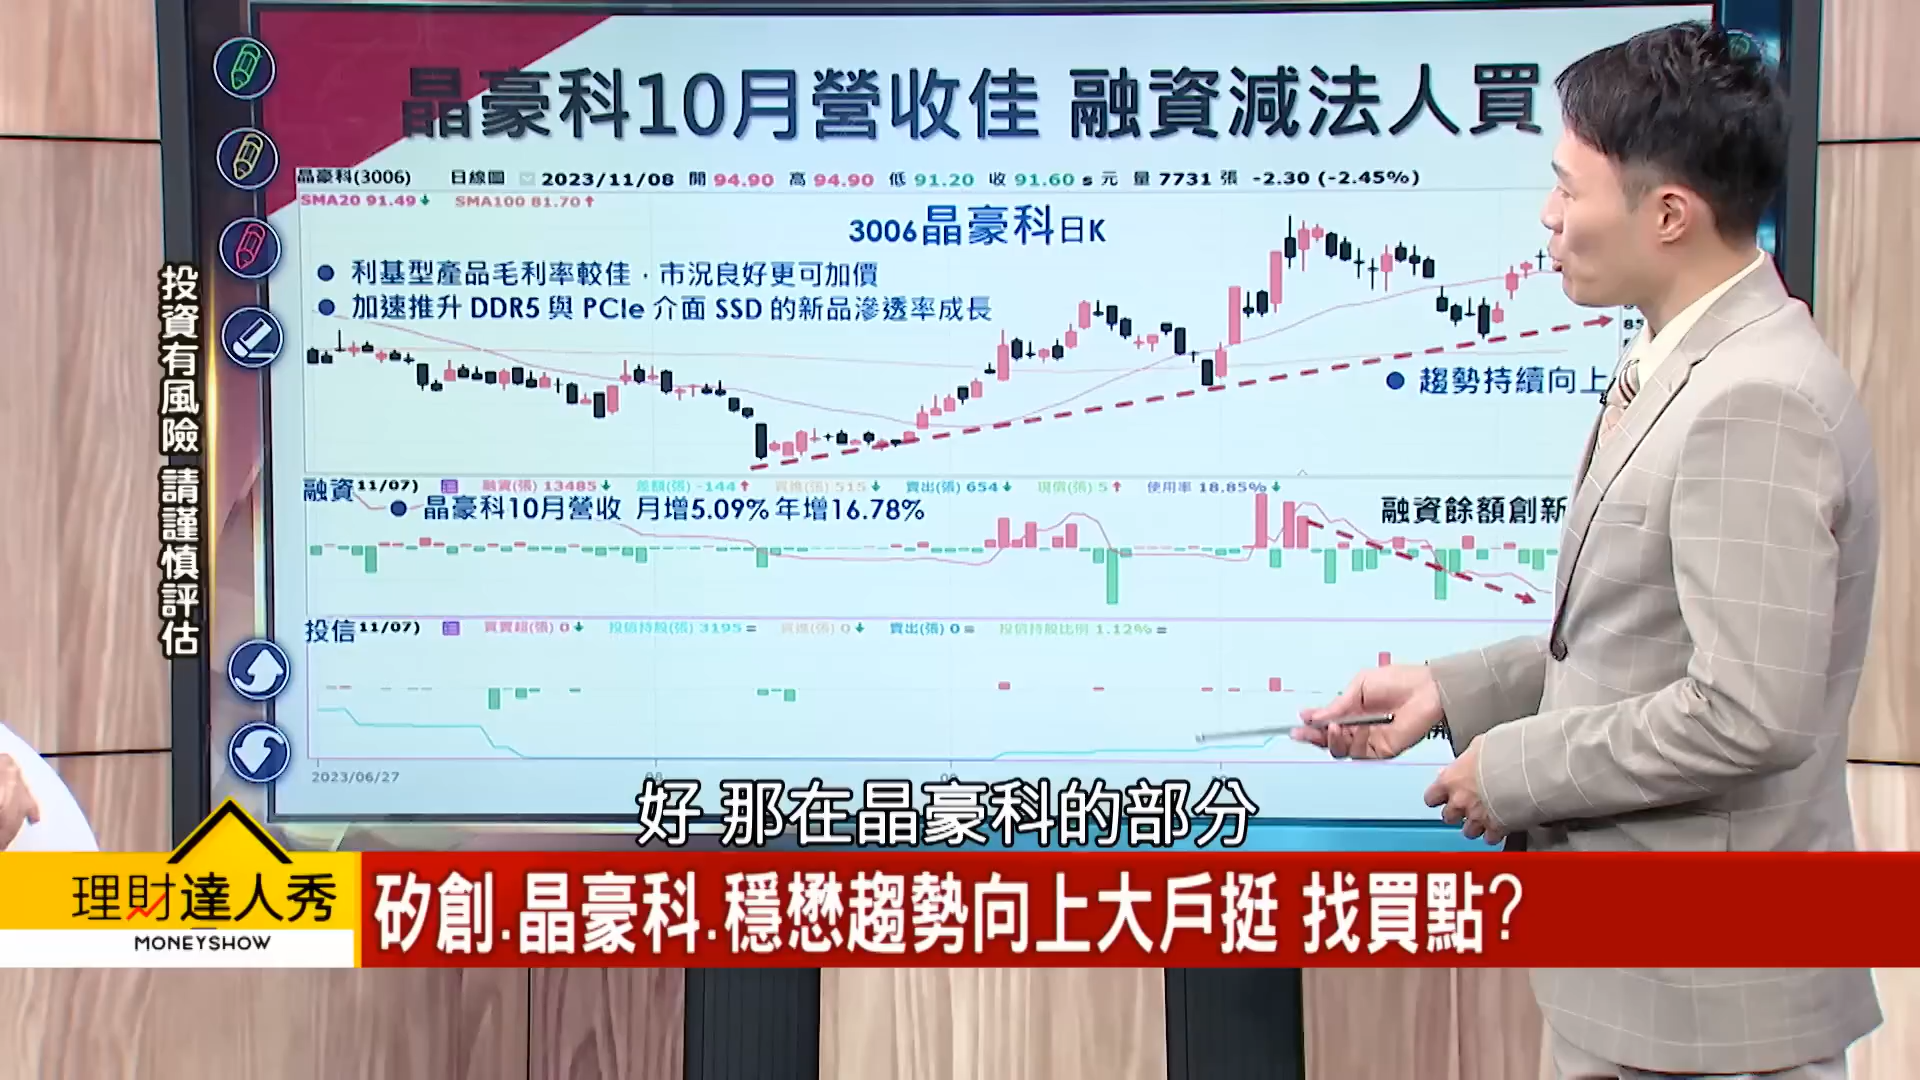 晶豪科10月營收佳 融資減法人買
晶豪科(3006) 日線圖 2023/11/08 開 94.90 高 94.90 低 91.20 收 91.60 s 元 量 7731 張 -2.30 (-2.45%)
SMA20 91.49↓ SMA100 81.70↑
3006晶豪科日K
● 利基型產品毛利率較佳，市況良好更可加價
● 加速推升 DDR5 與 PCIe 介面 SSD 的新品滲透率成長
85
● 趨勢持續向上
融資 11/07) 融資(張) 13485↓ 差額(張) -144↑ 買進(張) 515↓ 賣出(張) 654↓ 現償(張) 5↑ 使用率 18.85%↓
● 晶豪科10月營收 月增5.09% 年增16.78%
融資餘額創新
投信 11/07) 買賣超(張) 0↓ 投信持股(張) 3195= 買進(張) 0↓ 賣出(張) 0= 投信持股比例 1.12%=
2023/06/27
投資有風險 請謹慎評估
好 那在晶豪科的部分
理財達人秀
MONEYSHOW
矽創.晶豪科.穩懋趨勢向上大戶挺 找買點?